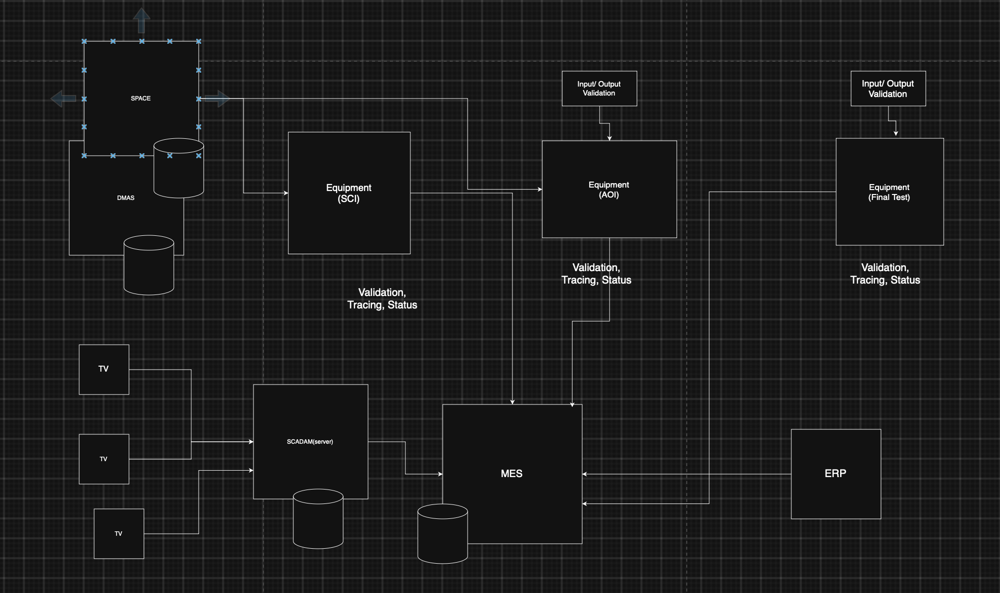 Input/ Output
Validation
Input/ Output
Validation
SPACE
Equipment
(SCI)
Equipment
(AOI)
Equipment
(Final Test)
DMAS
Validation,
Tracing, Status
Validation,
Tracing, Status
Validation,
Tracing, Status
TV
SCADAM(server)
TV
MES
ERP
TV